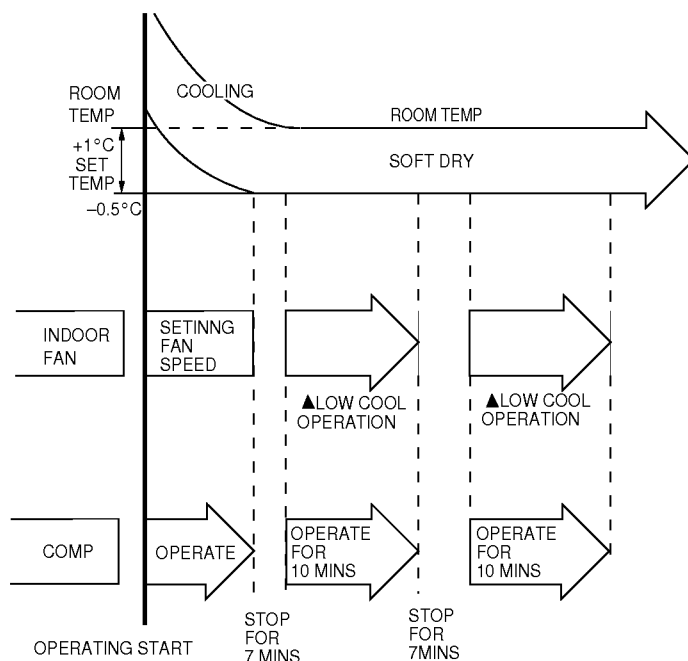 COOLING
ROOM
TEMP
ROOM TEMP
+1°C
SET
TEMP
SOFT DRY
–0.5°C
INDOOR
FAN
SETINNG
FAN
SPEED
▲LOW COOL
OPERATION
▲LOW COOL
OPERATION
COMP
OPERATE
OPERATE
FOR
10 MINS
OPERATE
FOR
10 MINS
OPERATING START
STOP
FOR
7 MINS
STOP
FOR
7MINS